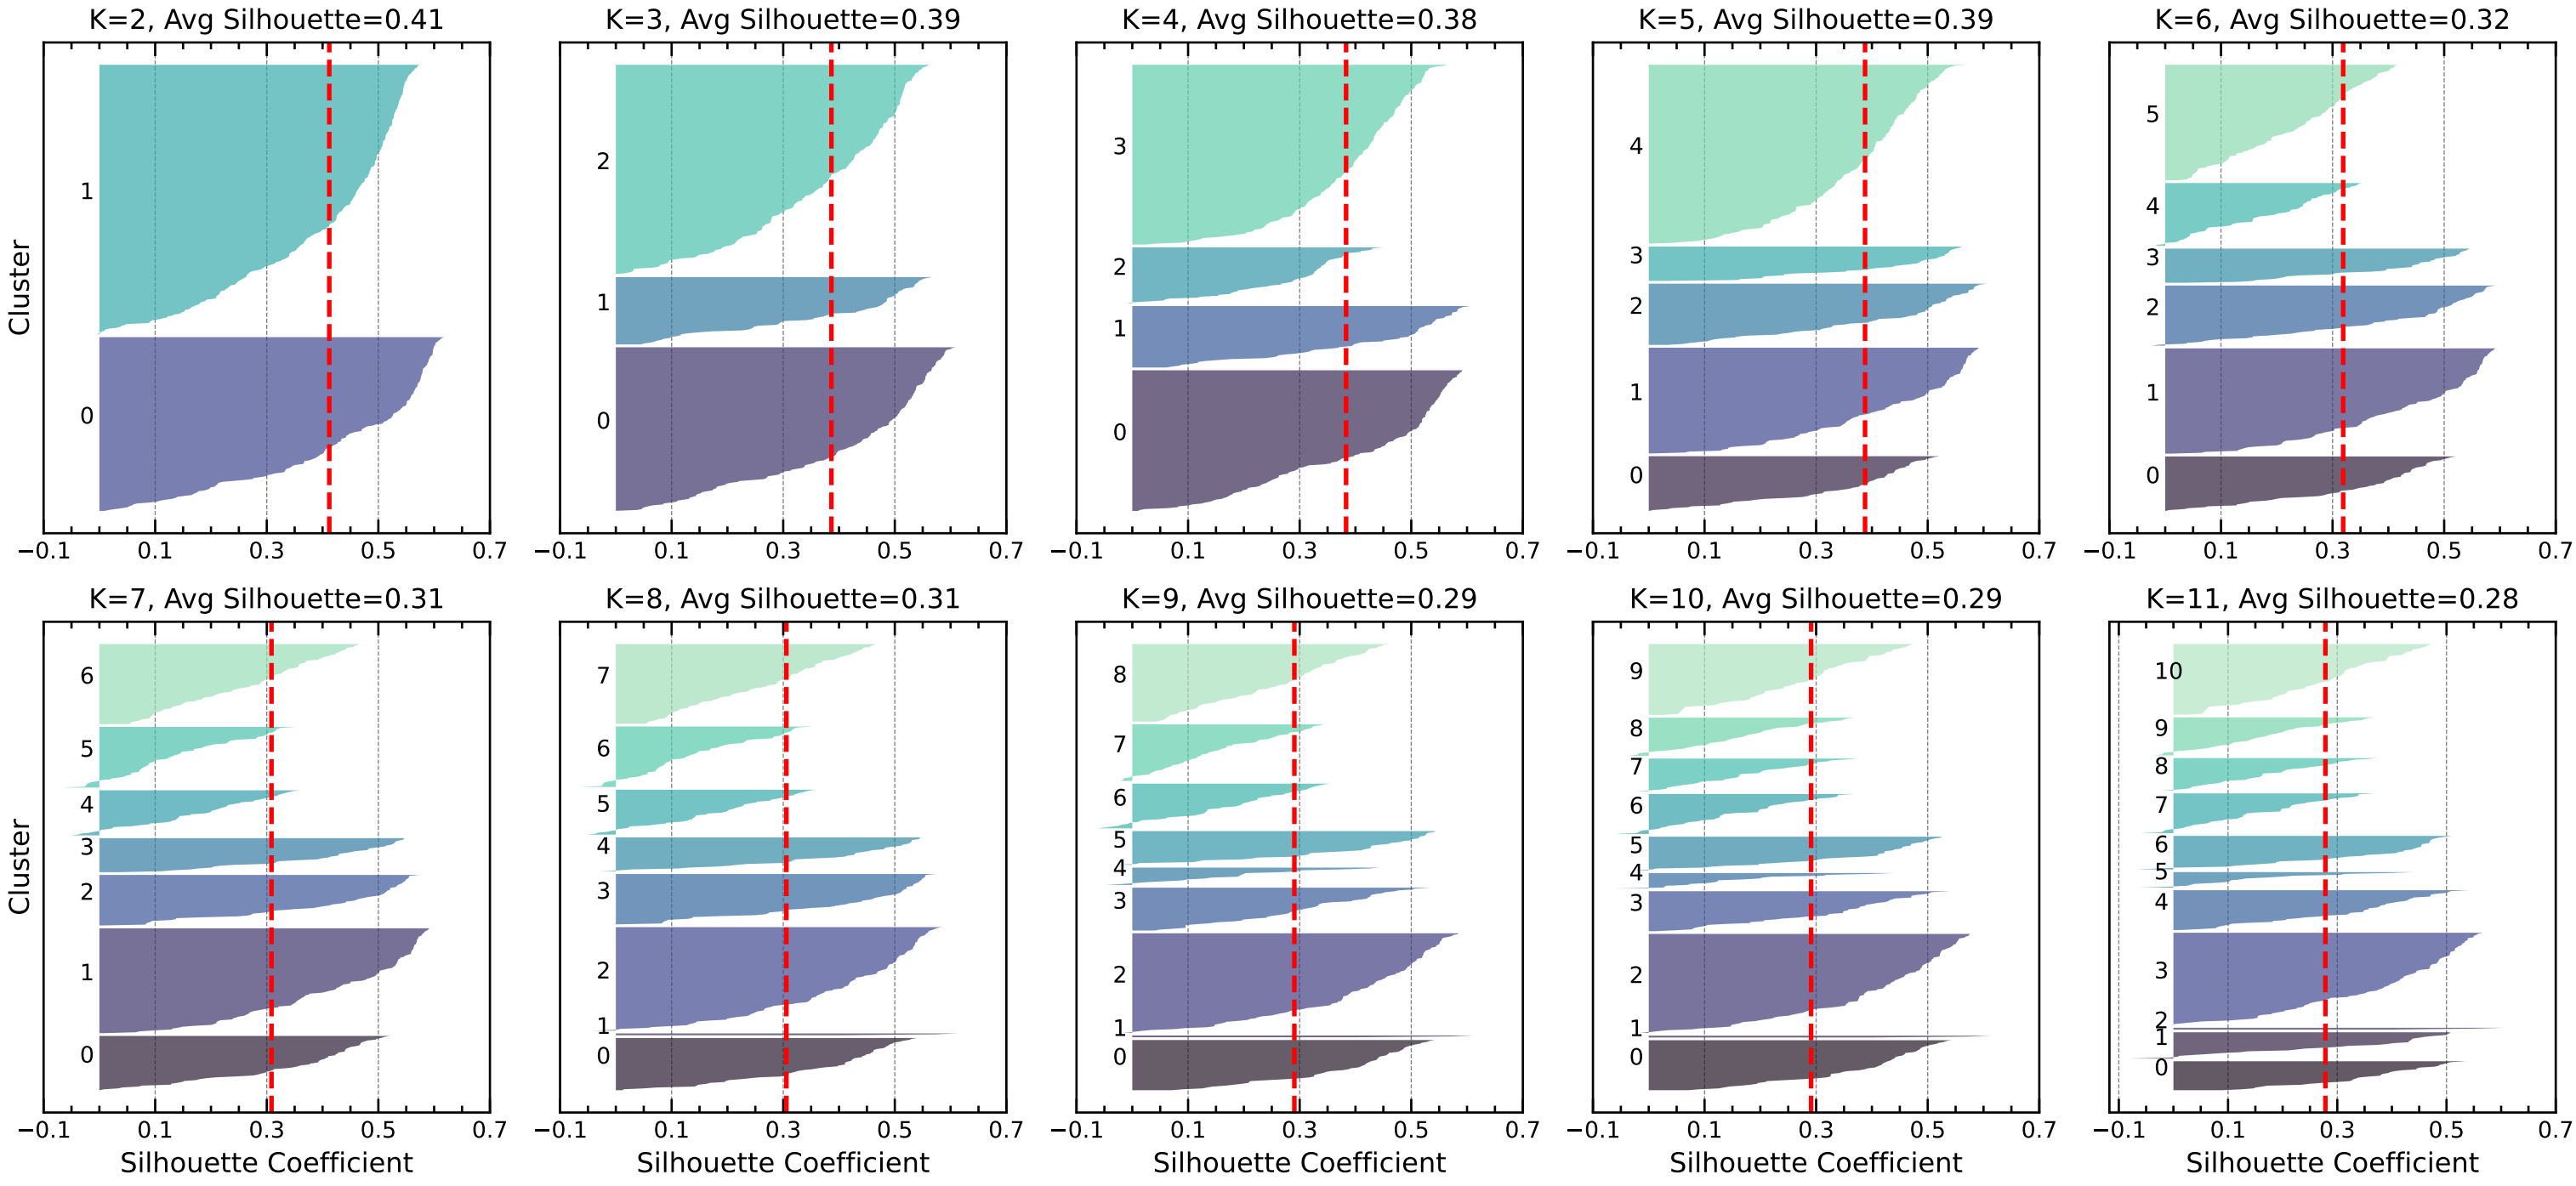 K=2, Avg Silhouette=0.41
K=3, Avg Silhouette=0.39
K=4, Avg Silhouette=0.38
K=5, Avg Silhouette=0.39
K=6, Avg Silhouette=0.32
Cluster
1
0
2
1
0
3
2
1
0
4
3
2
1
0
5
4
3
2
1
0
−0.1 0.1 0.3 0.5 0.7
−0.1 0.1 0.3 0.5 0.7
−0.1 0.1 0.3 0.5 0.7
−0.1 0.1 0.3 0.5 0.7
−0.1 0.1 0.3 0.5 0.7
K=7, Avg Silhouette=0.31
K=8, Avg Silhouette=0.31
K=9, Avg Silhouette=0.29
K=10, Avg Silhouette=0.29
K=11, Avg Silhouette=0.28
Cluster
6
5
4
3
2
1
0
7
6
5
4
3
2
1
0
8
7
6
5
4
3
2
1
0
9
8
7
6
5
4
3
2
1
0
10
9
8
7
6
5
4
3
2
1
0
−0.1 0.1 0.3 0.5 0.7
−0.1 0.1 0.3 0.5 0.7
−0.1 0.1 0.3 0.5 0.7
−0.1 0.1 0.3 0.5 0.7
−0.1 0.1 0.3 0.5 0.7
Silhouette Coefficient
Silhouette Coefficient
Silhouette Coefficient
Silhouette Coefficient
Silhouette Coefficient